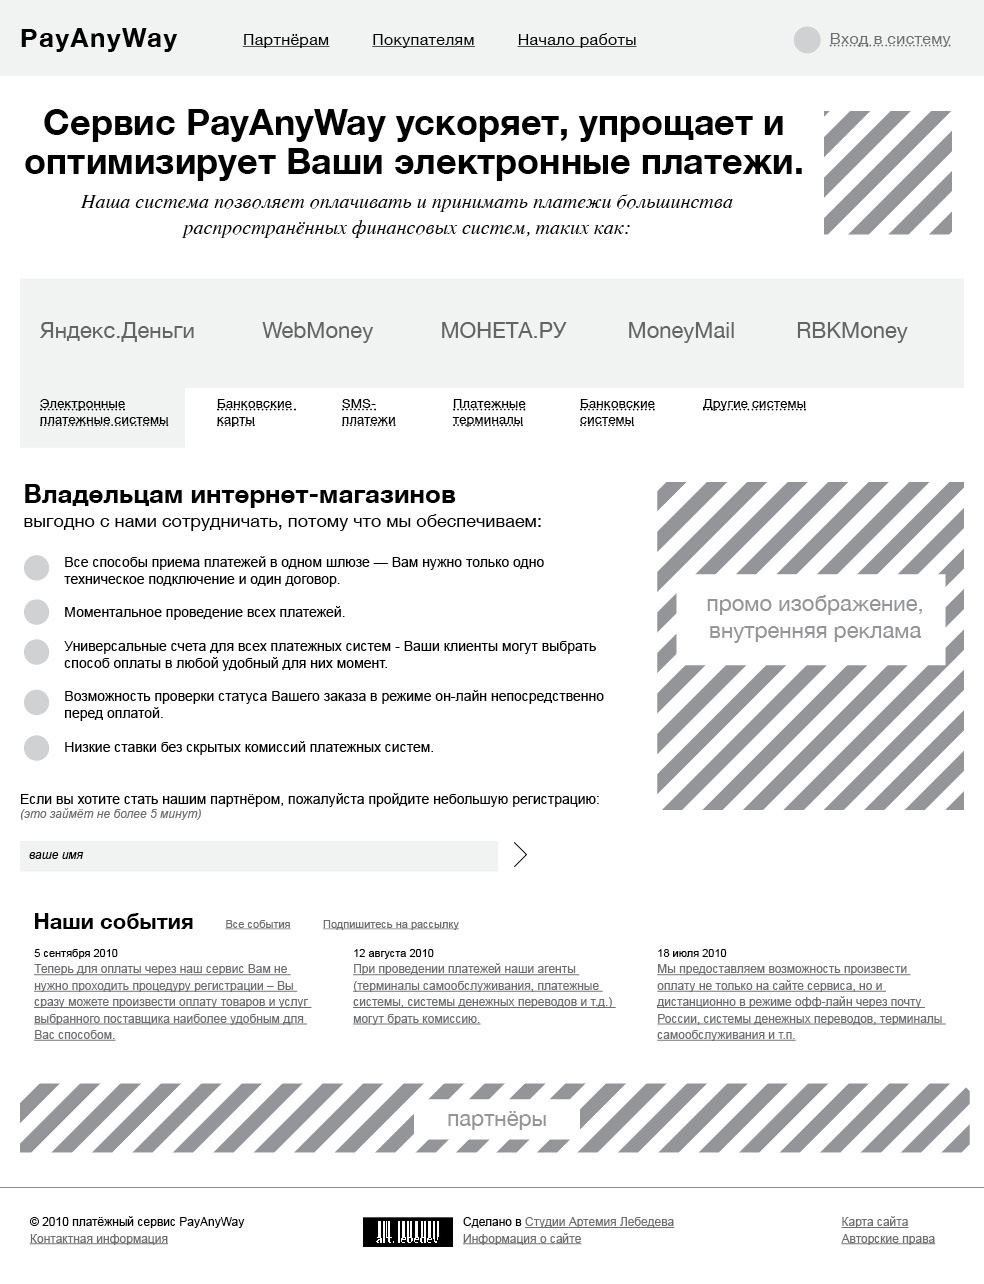 PayAnyWay
Партнёрам Покупателям Начало работы Вход в систему
Сервис PayAnyWay ускоряет, упрощает и
оптимизирует Ваши электронные платежи.
Наша система позволяет оплачивать и принимать платежи большинства
распространённых финансовых систем, таких как:
Яндекс.Деньги WebMoney МОНЕТА.РУ MoneyMail RBKMoney
Электронные
платежные системы
Банковские
карты
SMS-
платежи
Платежные
терминалы
Банковские
системы
Другие системы
Владельцам интернет-магазинов
выгодно с нами сотрудничать, потому что мы обеспечиваем:
Все способы приема платежей в одном шлюзе — Вам нужно только одно
техническое подключение и один договор.
Моментальное проведение всех платежей.
Универсальные счета для всех платежных систем - Ваши клиенты могут выбрать
способ оплаты в любой удобный для них момент.
Возможность проверки статуса Вашего заказа в режиме он-лайн непосредственно
перед оплатой.
Низкие ставки без скрытых комиссий платежных систем.
промо изображение,
внутренняя реклама
Если вы хотите стать нашим партнёром, пожалуйста пройдите небольшую регистрацию:
(это займёт не более 5 минут)
ваше имя
Наши события Все события Подпишитесь на рассылку
5 сентября 2010
Теперь для оплаты через наш сервис Вам не
нужно проходить процедуру регистрации – Вы
сразу можете произвести оплату товаров и услуг
выбранного поставщика наиболее удобным для
Вас способом.
12 августа 2010
При проведении платежей наши агенты
(терминалы самообслуживания, платежные
системы, системы денежных переводов и т.д.)
могут брать комиссию.
18 июля 2010
Мы предоставляем возможность произвести
оплату не только на сайте сервиса, но и
дистанционно в режиме офф-лайн через почту
России, системы денежных переводов, терминалы
самообслуживания и т.п.
партнёры
© 2010 платёжный сервис PayAnyWay
Контактная информация
art.lebedev
Сделано в Студии Артемия Лебедева
Информация о сайте
Карта сайта
Авторские права